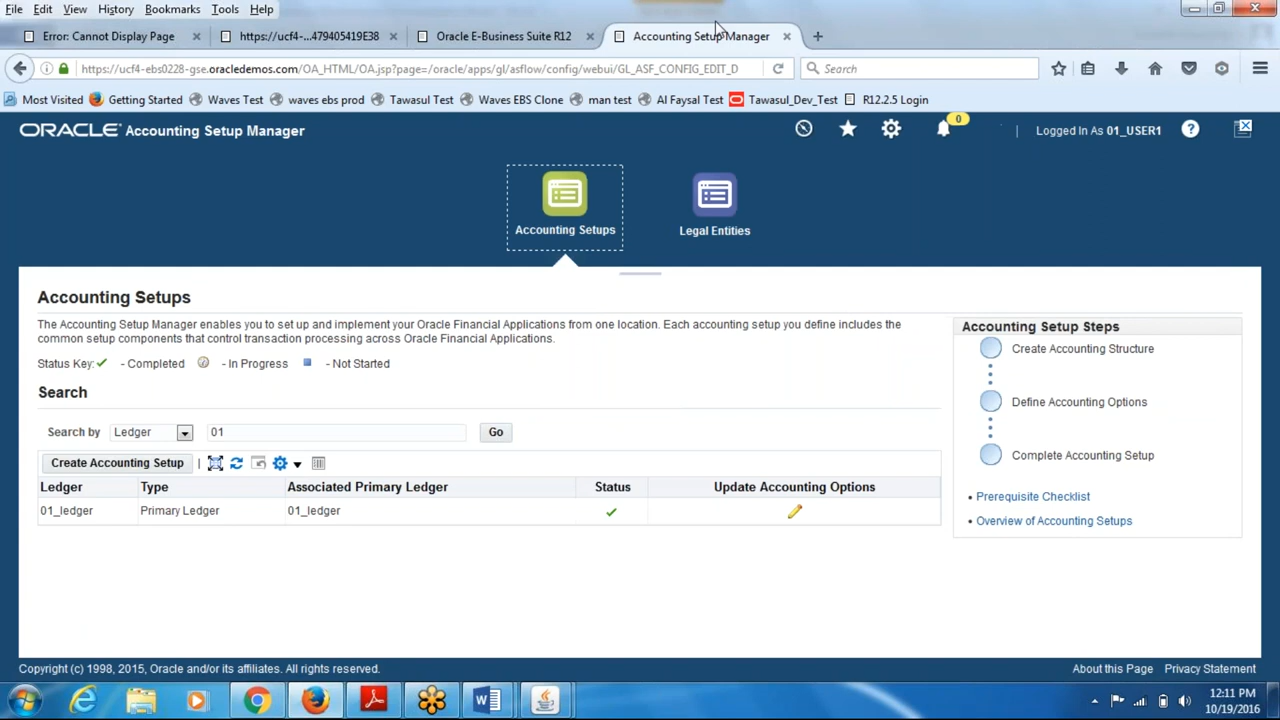 File Edit View History Bookmarks Tools Help
Error: Cannot Display Page https://ucf4-...479405419E38 Oracle E-Business Suite R12 Accounting Setup Manager
https://ucf4-ebs0228-gse.oracledemos.com/OA_HTML/OA.jsp?page=/oracle/apps/gl/asflow/config/webui/GL_ASF_CONFIG_EDIT_D Search
Most Visited Getting Started Waves Test waves ebs prod Tawasul Test Waves EBS Clone man test Al Faysal Test Tawasul_Dev_Test R12.2.5 Login
ORACLE Accounting Setup Manager 0 | Logged In As 01_USER1
Accounting Setups Legal Entities
Accounting Setups
The Accounting Setup Manager enables you to set up and implement your Oracle Financial Applications from one location. Each accounting setup you define includes the
common setup components that control transaction processing across Oracle Financial Applications.
Status Key: - Completed - In Progress - Not Started
Search
Search by Ledger 01 Go
Create Accounting Setup
Ledger Type Associated Primary Ledger Status Update Accounting Options
01_ledger Primary Ledger 01_ledger
Accounting Setup Steps
Create Accounting Structure
Define Accounting Options
Complete Accounting Setup
• Prerequisite Checklist
• Overview of Accounting Setups
Copyright (c) 1998, 2015, Oracle and/or its affiliates. All rights reserved. About this Page Privacy Statement
12:11 PM
10/19/2016